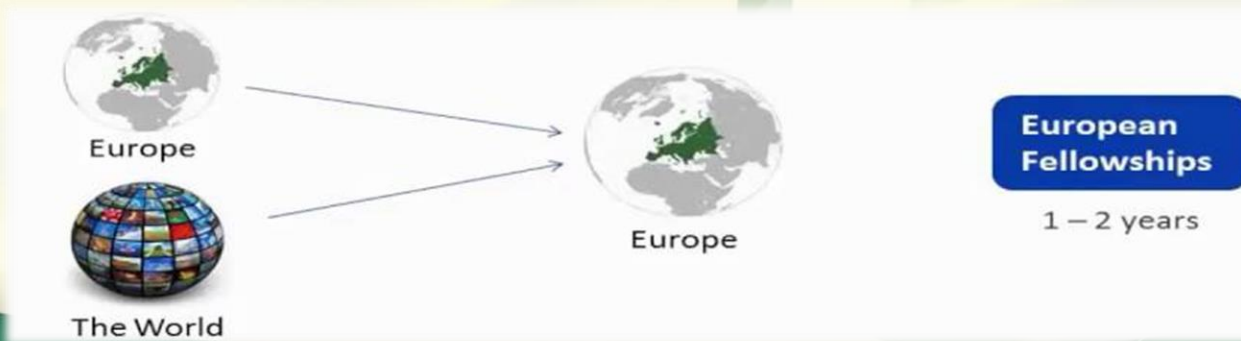 Europe
The World
Europe
European
Fellowships
1 – 2 years